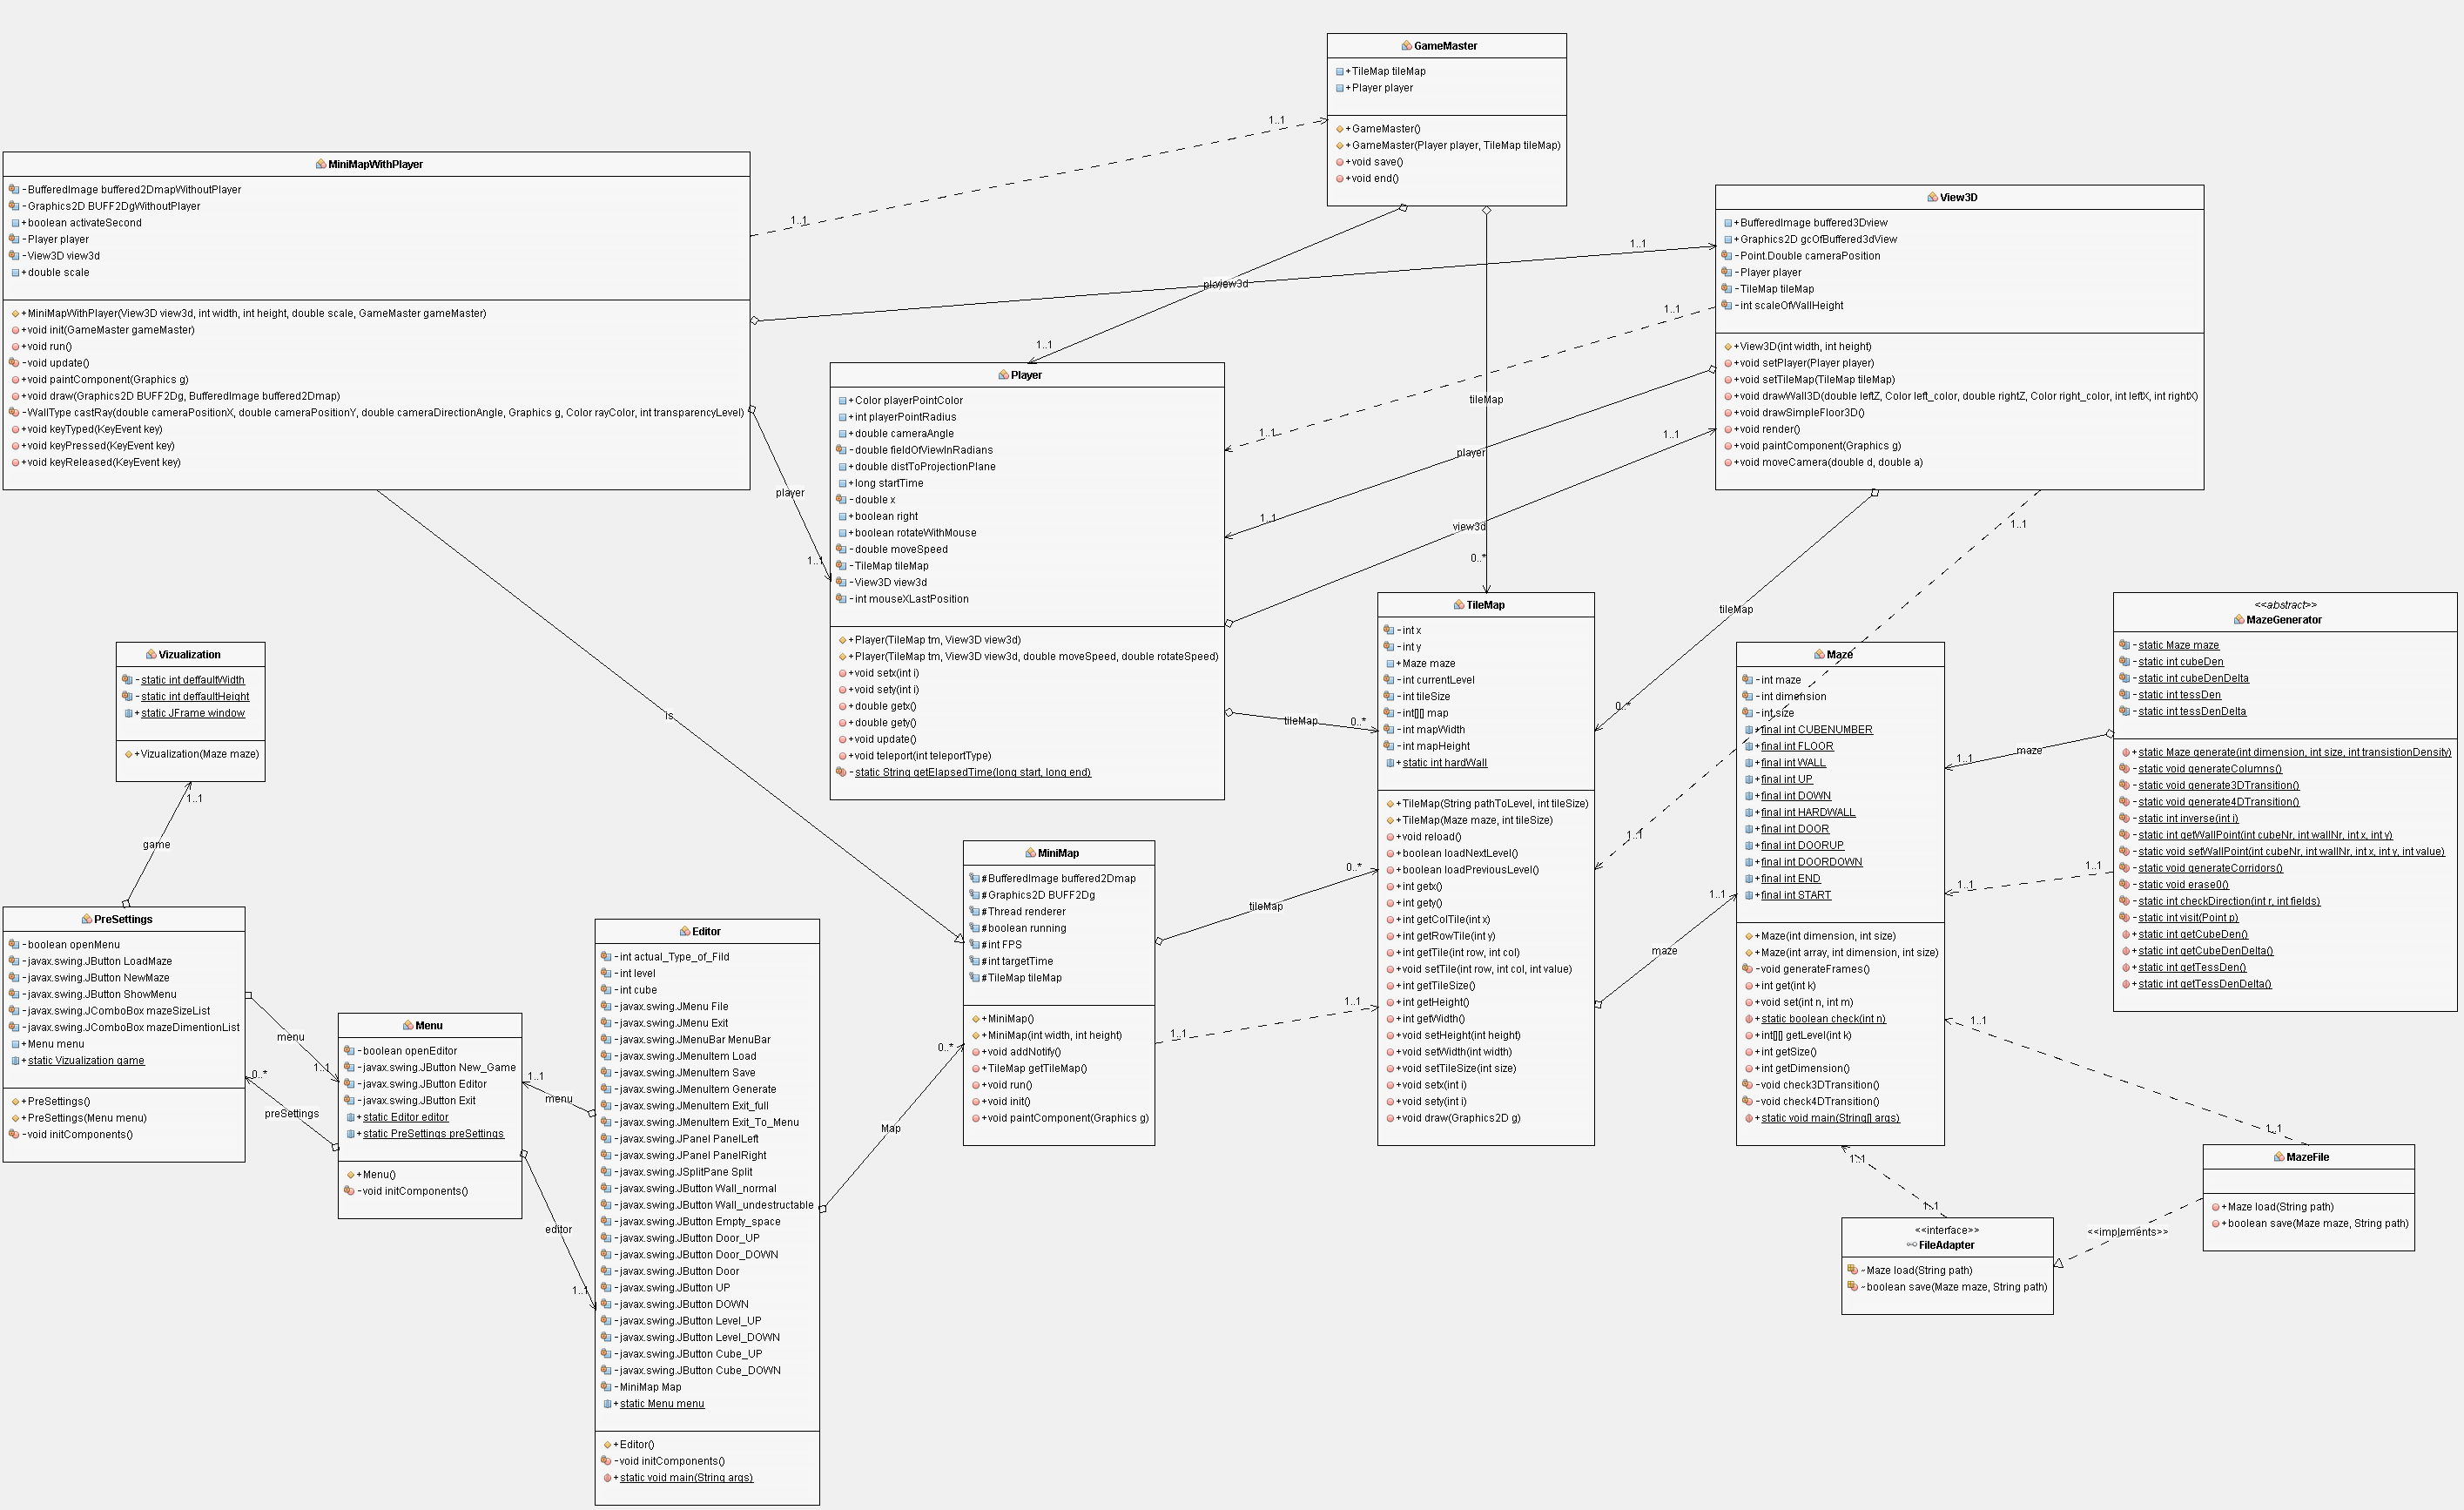 GameMaster
+TileMap tileMap
+Player player
+GameMaster()
+GameMaster(Player player, TileMap tileMap)
+void save()
+void end()
1..1
1..1
MiniMapWithPlayer
-BufferedImage buffered2DmapWithoutPlayer
-Graphics2D BUFF2DgWithoutPlayer
+boolean activateSecond
-Player player
-View3D view3d
+double scale
+MiniMapWithPlayer(View3D view3d, int width, int height, double scale, GameMaster gameMaster)
+void init(GameMaster gameMaster)
+void run()
-void update()
+void paintComponent(Graphics g)
+void draw(Graphics2D BUFF2Dg, BufferedImage buffered2Dmap)
-WallType castRay(double cameraPositionX, double cameraPositionY, double cameraDirectionAngle, Graphics g, Color rayColor, int transparencyLevel)
+void keyTyped(KeyEvent key)
+void keyPressed(KeyEvent key)
+void keyReleased(KeyEvent key)
View3D
+BufferedImage buffered3Dview
+Graphics2D gcOfBuffered3dView
-Point.Double cameraPosition
-Player player
-TileMap tileMap
-int scaleOfWallHeight
+View3D(int width, int height)
+void setPlayer(Player player)
+void setTileMap(TileMap tileMap)
+void drawWall3D(double leftZ, Color left_color, double rightZ, Color right_color, int leftX, int rightX)
+void drawSimpleFloor3D()
+void render()
+void paintComponent(Graphics g)
+void moveCamera(double d, double a)
1..1
view3d
1..1
1..1
1..1
tileMap
player
1..1
1..1
view3d
0..*
1..1
player
1..1
Player
+Color playerPointColor
+int playerPointRadius
+double cameraAngle
-double fieldOfViewInRadians
+double distToProjectionPlane
+long startTime
-double x
+boolean right
+boolean rotateWithMouse
-double moveSpeed
-TileMap tileMap
-View3D view3d
-int mouseXLastPosition
+Player(TileMap tm, View3D view3d)
+Player(TileMap tm, View3D view3d, double moveSpeed, double rotateSpeed)
+void setx(int i)
+void sety(int i)
+double getx()
+double gety()
+void update()
+void teleport(int teleportType)
-static String getElapsedTime(long start, long end)
tileMap
0..*
tileMap
0..*
TileMap
-int x
-int y
+Maze maze
-int currentLevel
-int tileSize
-int[][] map
-int mapWidth
-int mapHeight
+static int hardWall
+TileMap(String pathToLevel, int tileSize)
+TileMap(Maze maze, int tileSize)
+void reload()
+boolean loadNextLevel()
+boolean loadPreviousLevel()
+int getx()
+int gety()
+int getColTile(int x)
+int getRowTile(int y)
+int getTile(int row, int col)
+void setTile(int row, int col, int value)
+int getTileSize()
+int getHeight()
+int getWidth()
+void setHeight(int height)
+void setWidth(int width)
+void setTileSize(int size)
+void setx(int i)
+void sety(int i)
+void draw(Graphics2D g)
1..1
maze
1..1
Maze
-int maze
-int dimension
-int size
+final int CUBENUMBER
+final int FLOOR
+final int WALL
+final int UP
+final int DOWN
+final int HARDWALL
+final int DOOR
+final int DOORUP
+final int DOORDOWN
+final int END
+final int START
+Maze(int dimension, int size)
+Maze(int array, int dimension, int size)
-void generateFrames()
+int get(int k)
+void set(int n, int m)
+static boolean check(int n)
+int[][] getLevel(int k)
+int getSize()
+int getDimension()
-void check3DTransition()
-void check4DTransition()
+static void main(String[] args)
<<abstract>>
MazeGenerator
-static Maze maze
-static int cubeDen
-static int cubeDenDelta
-static int tessDen
-static int tessDenDelta
+static Maze generate(int dimension, int size, int transistionDensity)
-static void generateColumns()
-static void generate3DTransition()
-static void generate4DTransition()
-static int inverse(int i)
-static int getWallPoint(int cubeNr, int wallNr, int x, int y)
-static void setWallPoint(int cubeNr, int wallNr, int x, int y, int value)
-static void generateCorridors()
-static void erase0()
-static int checkDirection(int r, int fields)
-static int visit(Point p)
+static int getCubeDen()
+static int getCubeDenDelta()
+static int getTessDen()
+static int getTessDenDelta()
maze
1..1
1..1
1..1
1..1
1..1
MazeFile
+Maze load(String path)
+boolean save(Maze maze, String path)
1..1
1..1
<<implements>>
<<interface>>
FileAdapter
~Maze load(String path)
~boolean save(Maze maze, String path)
is
Vizualization
-static int deffaultWidth
-static int deffaultHeight
+static JFrame window
+Vizualization(Maze maze)
1..1
game
PreSettings
-boolean openMenu
-javax.swing.JButton LoadMaze
-javax.swing.JButton NewMaze
-javax.swing.JButton ShowMenu
-javax.swing.JComboBox mazeSizeList
-javax.swing.JComboBox mazeDimentionList
+Menu menu
+static Vizualization game
+PreSettings()
+PreSettings(Menu menu)
-void initComponents()
menu
1..1
0..*
preSettings
Menu
-boolean openEditor
-javax.swing.JButton New_Game
-javax.swing.JButton Editor
-javax.swing.JButton Exit
+static Editor editor
+static PreSettings preSettings
+Menu()
-void initComponents()
1..1
menu
editor
1..1
Editor
-int actual_Type_of_Fild
-int level
-int cube
-javax.swing.JMenu File
-javax.swing.JMenu Exit
-javax.swing.JMenuBar MenuBar
-javax.swing.JMenuItem Load
-javax.swing.JMenuItem Save
-javax.swing.JMenuItem Generate
-javax.swing.JMenuItem Exit_full
-javax.swing.JMenuItem Exit_To_Menu
-javax.swing.JPanel PanelLeft
-javax.swing.JPanel PanelRight
-javax.swing.JSplitPane Split
-javax.swing.JButton Wall_normal
-javax.swing.JButton Wall_undestructable
-javax.swing.JButton Empty_space
-javax.swing.JButton Door_UP
-javax.swing.JButton Door_DOWN
-javax.swing.JButton Door
-javax.swing.JButton UP
-javax.swing.JButton DOWN
-javax.swing.JButton Level_UP
-javax.swing.JButton Level_DOWN
-javax.swing.JButton Cube_UP
-javax.swing.JButton Cube_DOWN
-MiniMap Map
+static Menu menu
+Editor()
-void initComponents()
+static void main(String args)
0..*
Map
MiniMap
#BufferedImage buffered2Dmap
#Graphics2D BUFF2Dg
#Thread renderer
#boolean running
#int FPS
#int targetTime
#TileMap tileMap
+MiniMap()
+MiniMap(int width, int height)
+void addNotify()
+TileMap getTileMap()
+void run()
+void init()
+void paintComponent(Graphics g)
0..*
tileMap
1..1
1..1